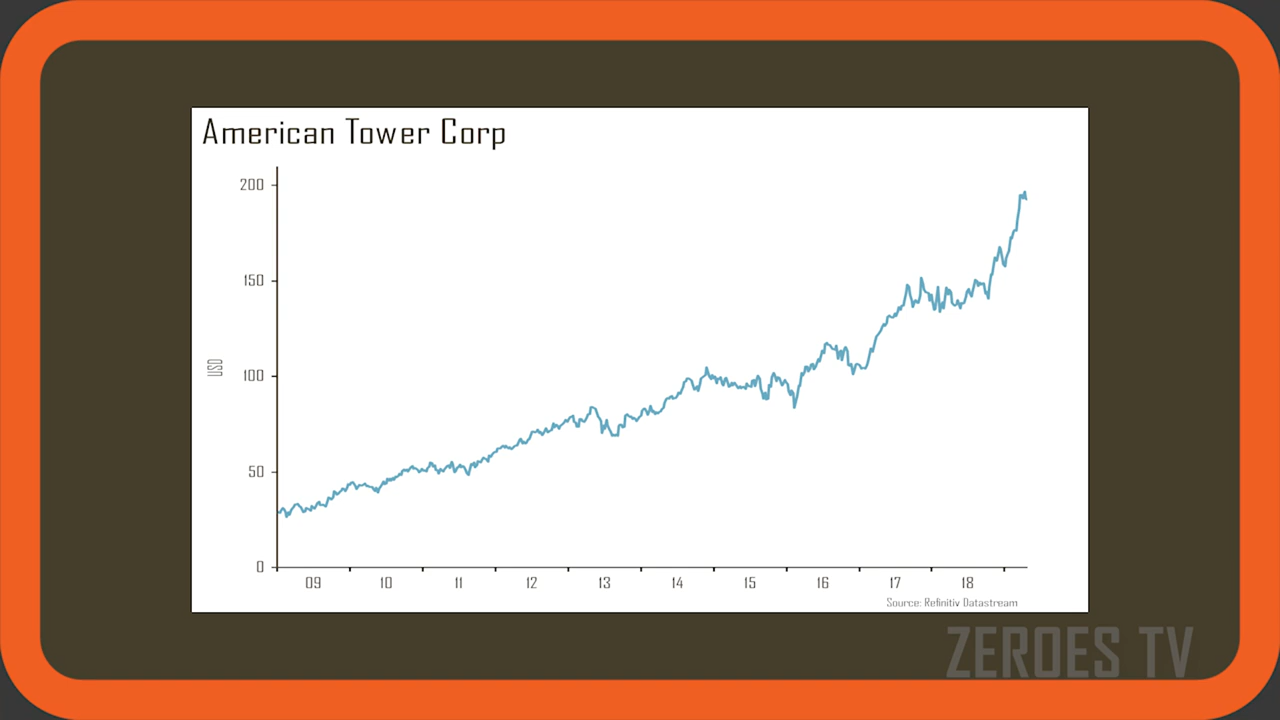 American Tower Corp
200
150
USD
100
50
0
09 10 11 12 13 14 15 16 17 18
Source: Refinitiv Datastream
ZEROES TV